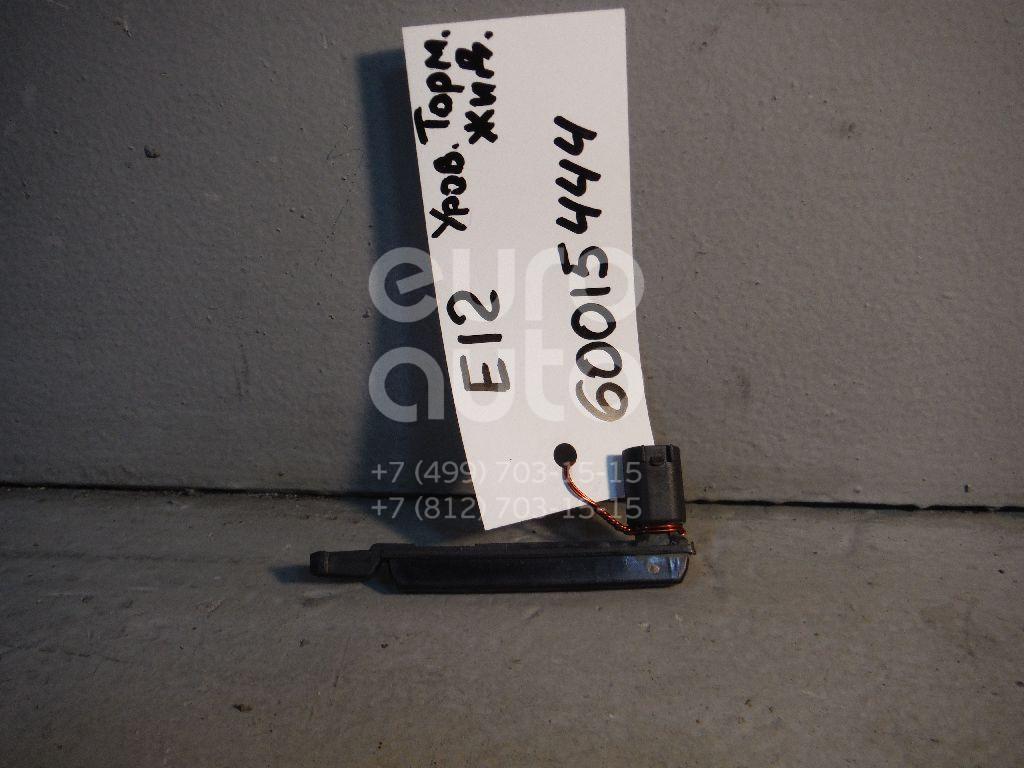 Уров. Торм.
жид.
E12
60015444
euro
auto
+7 (499) 703-15-15
+7 (812) 703-15-15